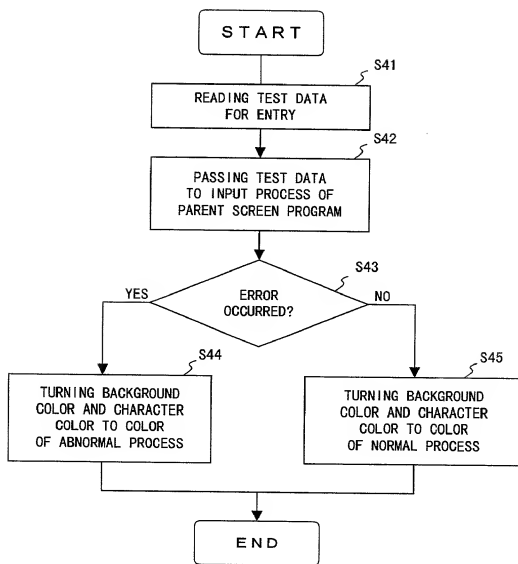 START
S41
READING TEST DATA
FOR ENTRY
S42
PASSING TEST DATA
TO INPUT PROCESS OF
PARENT SCREEN PROGRAM
S43
ERROR
OCCURRED?
YES
NO
S44
TURNING BACKGROUND
COLOR AND CHARACTER
COLOR TO COLOR
OF ABNORMAL PROCESS
S45
TURNING BACKGROUND
COLOR AND CHARACTER
COLOR TO COLOR
OF NORMAL PROCESS
END